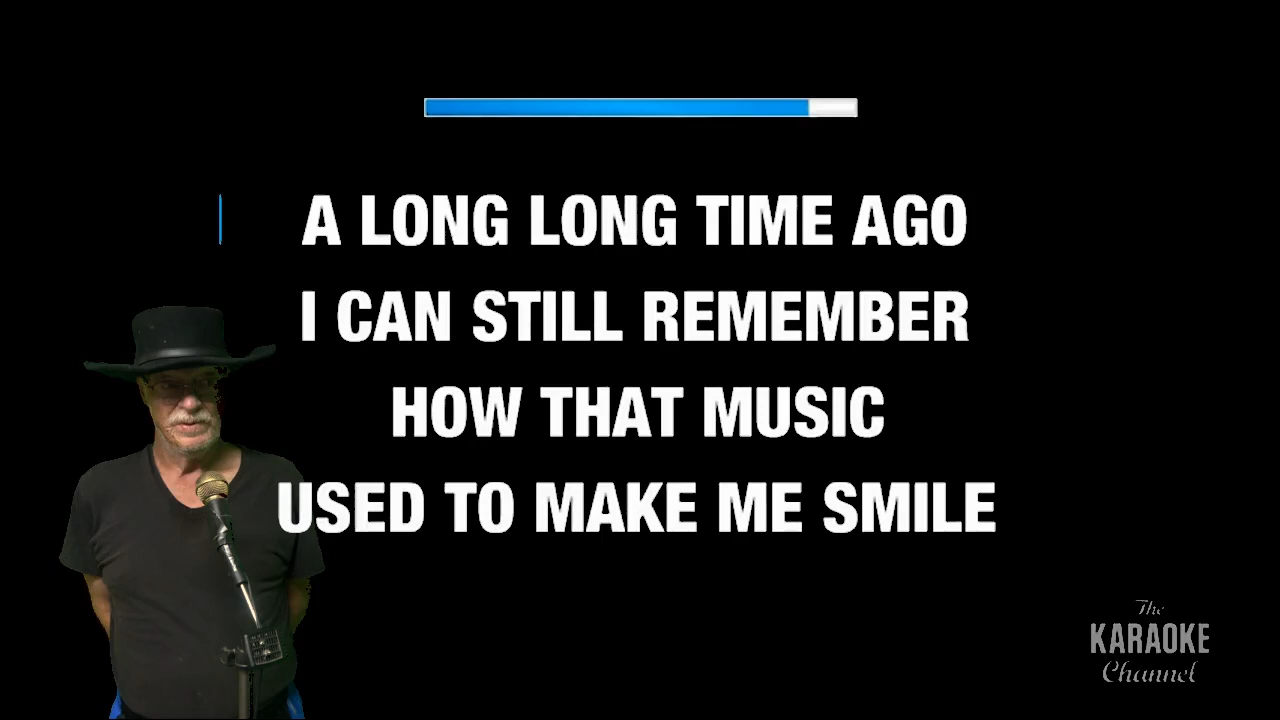 A LONG LONG TIME AGO
I CAN STILL REMEMBER
HOW THAT MUSIC
USED TO MAKE ME SMILE
The
KARAOKE
Channel